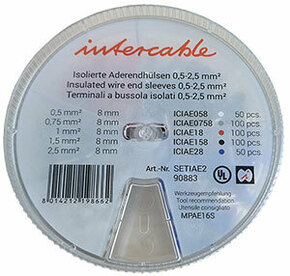 intercable
Isolierte Aderendhülsen 0,5-2,5 mm²
Insulated wire end sleeves 0,5-2,5 mm²
Terminali a bussola isolati 0,5-2,5 mm²
0,5 mm² 8 mm ICIAE058 50 pcs.
0,75 mm² 8 mm ICIAE0758 100 pcs.
1 mm² 8 mm ICIAE18 100 pcs.
1,5 mm² 8 mm ICIAE158 100 pcs.
2,5 mm² 8 mm ICIAE28 50 pcs.
Art.-Nr. SETIAE2
90883
8 014212 198662
Werkzeugempfehlung
Tool recommendation
Utensile consigliato
MPAE16S